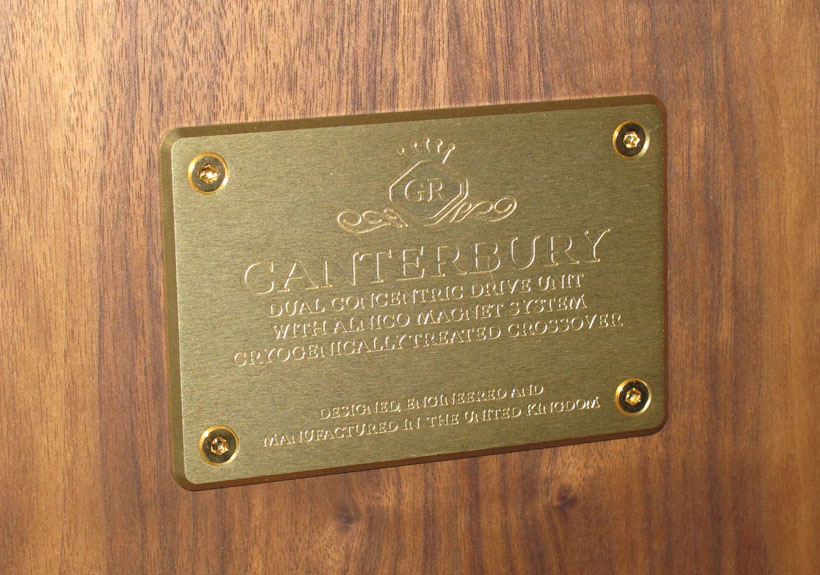 GR
CANTERBURY
DUAL CONCENTRIC DRIVE UNIT
WITH ALNICO MAGNET SYSTEM
CRYOGENICALLY TREATED CROSSOVER
DESIGNED, ENGINEERED AND
MANUFACTURED IN THE UNITED KINGDOM